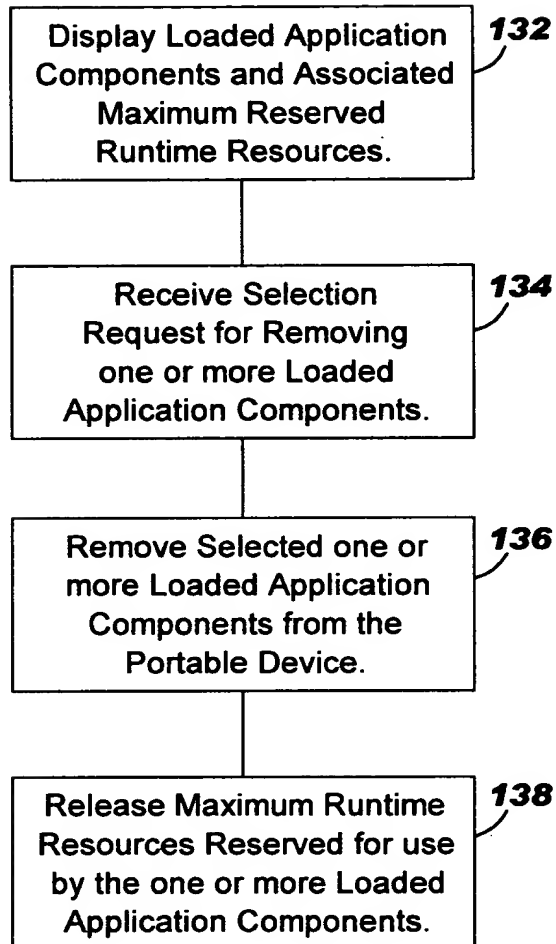 Display Loaded Application
Components and Associated
Maximum Reserved
Runtime Resources.
132
Receive Selection
Request for Removing
one or more Loaded
Application Components.
134
Remove Selected one or
more Loaded Application
Components from the
Portable Device.
136
Release Maximum Runtime
Resources Reserved for use
by the one or more Loaded
Application Components.
138